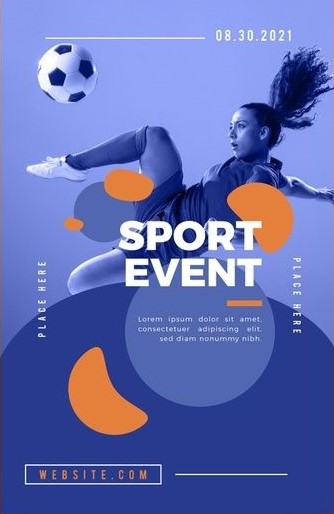 08.30.2021
SPORT
EVENT
PLACE HERE
PLACE HERE
Lorem ipsum dolor sit amet,
consectetuer adipiscing elit,
sed diam nonummy nibh.
WEBSITE.COM